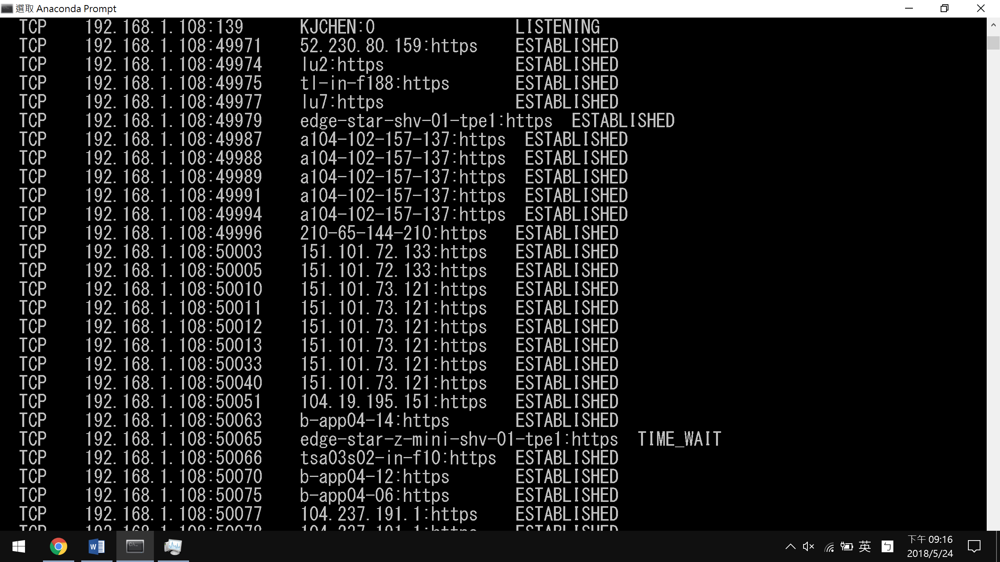 選取 Anaconda Prompt
TCP 192.168.1.108:139 KJCHEN:0 LISTENING
TCP 192.168.1.108:49971 52.230.80.159:https ESTABLISHED
TCP 192.168.1.108:49974 lu2:https ESTABLISHED
TCP 192.168.1.108:49975 tl-in-f188:https ESTABLISHED
TCP 192.168.1.108:49977 lu7:https ESTABLISHED
TCP 192.168.1.108:49979 edge-star-shv-01-tpe1:https ESTABLISHED
TCP 192.168.1.108:49987 a104-102-157-137:https ESTABLISHED
TCP 192.168.1.108:49988 a104-102-157-137:https ESTABLISHED
TCP 192.168.1.108:49989 a104-102-157-137:https ESTABLISHED
TCP 192.168.1.108:49991 a104-102-157-137:https ESTABLISHED
TCP 192.168.1.108:49994 a104-102-157-137:https ESTABLISHED
TCP 192.168.1.108:49996 210-65-144-210:https ESTABLISHED
TCP 192.168.1.108:50003 151.101.72.133:https ESTABLISHED
TCP 192.168.1.108:50005 151.101.72.133:https ESTABLISHED
TCP 192.168.1.108:50010 151.101.73.121:https ESTABLISHED
TCP 192.168.1.108:50011 151.101.73.121:https ESTABLISHED
TCP 192.168.1.108:50012 151.101.73.121:https ESTABLISHED
TCP 192.168.1.108:50013 151.101.73.121:https ESTABLISHED
TCP 192.168.1.108:50033 151.101.73.121:https ESTABLISHED
TCP 192.168.1.108:50040 151.101.73.121:https ESTABLISHED
TCP 192.168.1.108:50051 104.19.195.151:https ESTABLISHED
TCP 192.168.1.108:50063 b-app04-14:https ESTABLISHED
TCP 192.168.1.108:50065 edge-star-z-mini-shv-01-tpe1:https TIME_WAIT
TCP 192.168.1.108:50066 tsa03s02-in-f10:https ESTABLISHED
TCP 192.168.1.108:50070 b-app04-12:https ESTABLISHED
TCP 192.168.1.108:50075 b-app04-06:https ESTABLISHED
TCP 192.168.1.108:50077 104.237.191.1:https ESTABLISHED
TCP 192.168.1.108:50078 104.237.191.1:https ESTABLISHED
英 ㄅ 下午 09:16
2018/5/24